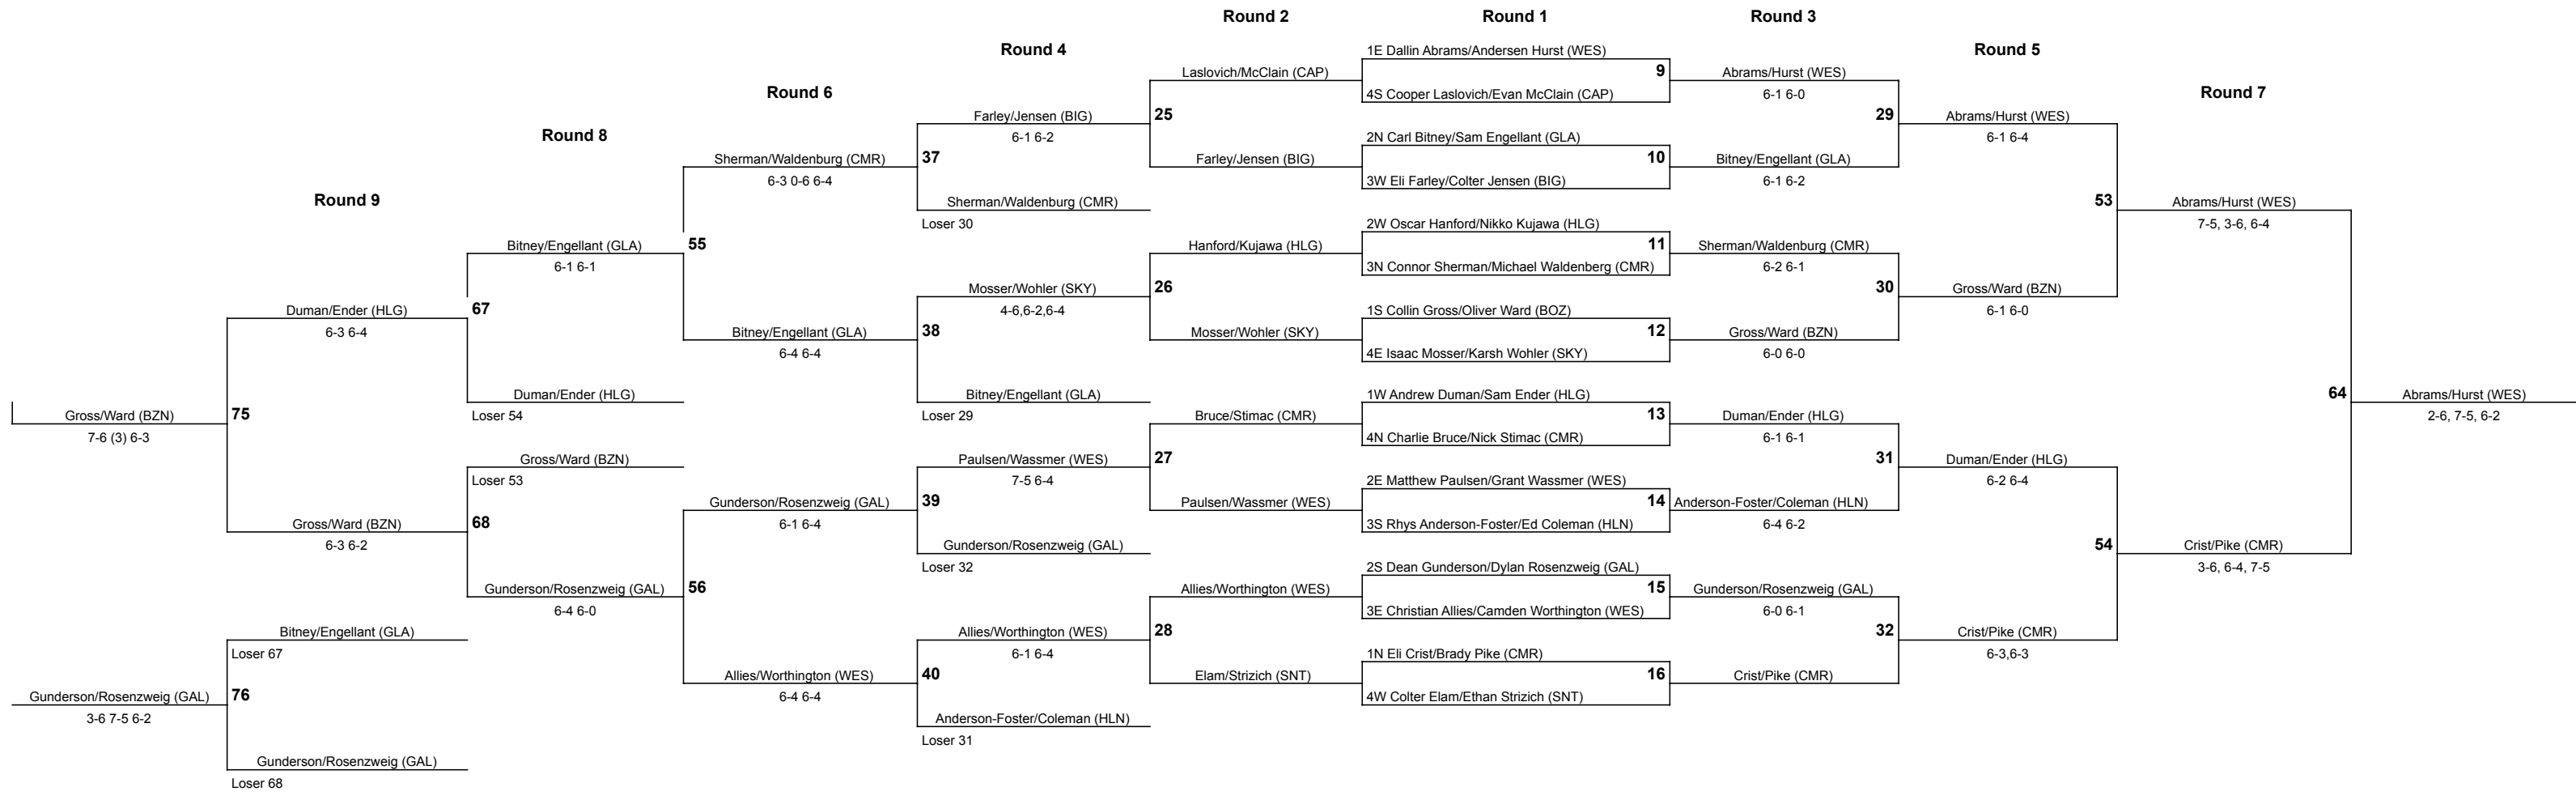 Round 2
Round 1
Round 3
Round 4
Round 5
Round 6
Round 7
Round 8
Round 9
1E Dallin Abrams/Andersen Hurst (WES)
9
4S Cooper Laslovich/Evan McClain (CAP)
2N Carl Bitney/Sam Engellant (GLA)
10
3W Eli Farley/Colter Jensen (BIG)
2W Oscar Hanford/Nikko Kujawa (HLG)
11
3N Connor Sherman/Michael Waldenberg (CMR)
1S Collin Gross/Oliver Ward (BOZ)
12
4E Isaac Mosser/Karsh Wohler (SKY)
1W Andrew Duman/Sam Ender (HLG)
13
4N Charlie Bruce/Nick Stimac (CMR)
2E Matthew Paulsen/Grant Wassmer (WES)
14
3S Rhys Anderson-Foster/Ed Coleman (HLN)
2S Dean Gunderson/Dylan Rosenzweig (GAL)
15
3E Christian Allies/Camden Worthington (WES)
1N Eli Crist/Brady Pike (CMR)
16
4W Colter Elam/Ethan Strizich (SNT)
Laslovich/McClain (CAP)
25
Farley/Jensen (BIG)
Hanford/Kujawa (HLG)
26
Mosser/Wohler (SKY)
Bruce/Stimac (CMR)
27
Paulsen/Wassmer (WES)
Allies/Worthington (WES)
28
Elam/Strizich (SNT)
Abrams/Hurst (WES)
6-1 6-0
29
Bitney/Engellant (GLA)
6-1 6-2
Sherman/Waldenburg (CMR)
6-2 6-1
30
Gross/Ward (BZN)
6-0 6-0
Duman/Ender (HLG)
6-1 6-1
31
Anderson-Foster/Coleman (HLN)
6-4 6-2
Gunderson/Rosenzweig (GAL)
6-0 6-1
32
Crist/Pike (CMR)
Farley/Jensen (BIG)
6-1 6-2
37
Sherman/Waldenburg (CMR)
Loser 30
Mosser/Wohler (SKY)
4-6,6-2,6-4
38
Bitney/Engellant (GLA)
Loser 29
Paulsen/Wassmer (WES)
7-5 6-4
39
Gunderson/Rosenzweig (GAL)
Loser 32
Allies/Worthington (WES)
6-1 6-4
40
Anderson-Foster/Coleman (HLN)
Loser 31
Abrams/Hurst (WES)
6-1 6-4
53
Gross/Ward (BZN)
6-1 6-0
Duman/Ender (HLG)
6-2 6-4
54
Crist/Pike (CMR)
6-3,6-3
Sherman/Waldenburg (CMR)
6-3 0-6 6-4
55
Bitney/Engellant (GLA)
6-4 6-4
Gunderson/Rosenzweig (GAL)
6-1 6-4
56
Allies/Worthington (WES)
6-4 6-4
Abrams/Hurst (WES)
7-5, 3-6, 6-4
64
Crist/Pike (CMR)
3-6, 6-4, 7-5
Abrams/Hurst (WES)
2-6, 7-5, 6-2
Bitney/Engellant (GLA)
6-1 6-1
67
Duman/Ender (HLG)
Loser 54
Gross/Ward (BZN)
Loser 53
68
Gunderson/Rosenzweig (GAL)
6-4 6-0
Duman/Ender (HLG)
6-3 6-4
75
Gross/Ward (BZN)
6-3 6-2
Gross/Ward (BZN)
7-6 (3) 6-3
Bitney/Engellant (GLA)
Loser 67
76
Gunderson/Rosenzweig (GAL)
3-6 7-5 6-2
Gunderson/Rosenzweig (GAL)
Loser 68